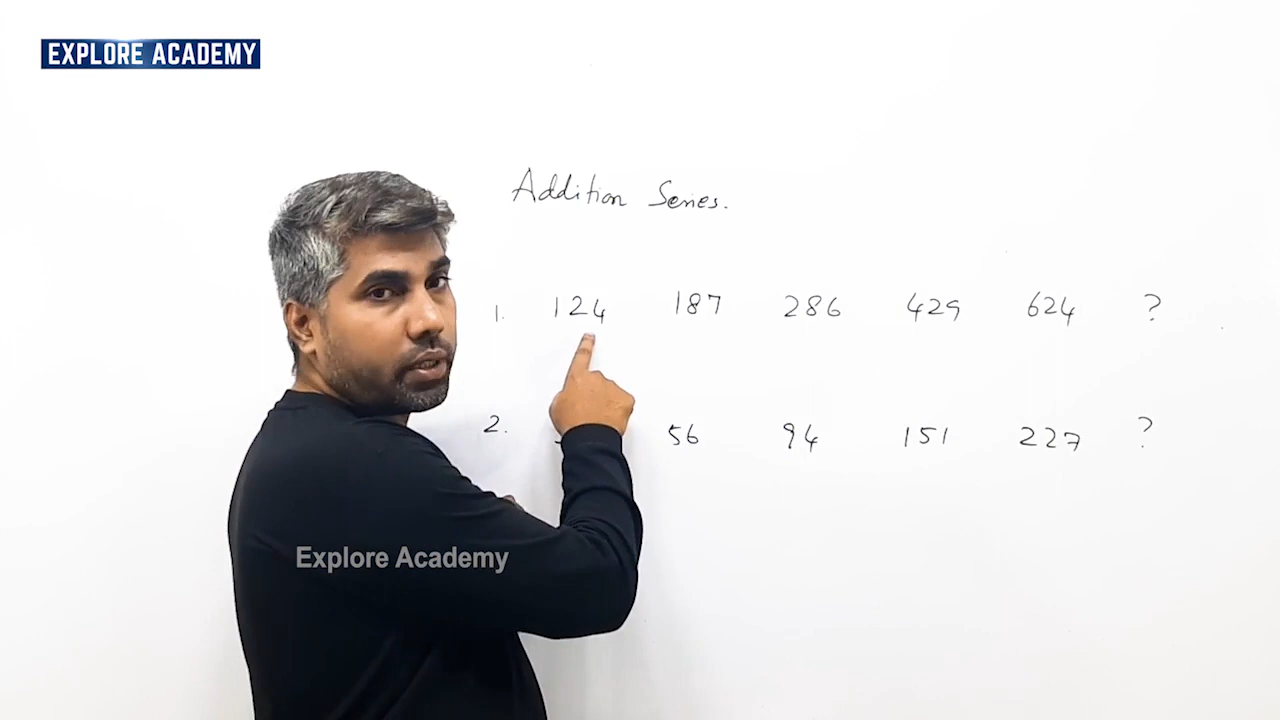 EXPLORE ACADEMY
Addition Series.
1. 124 187 286 429 624 ?
2. 56 94 151 227 ?
Explore Academy